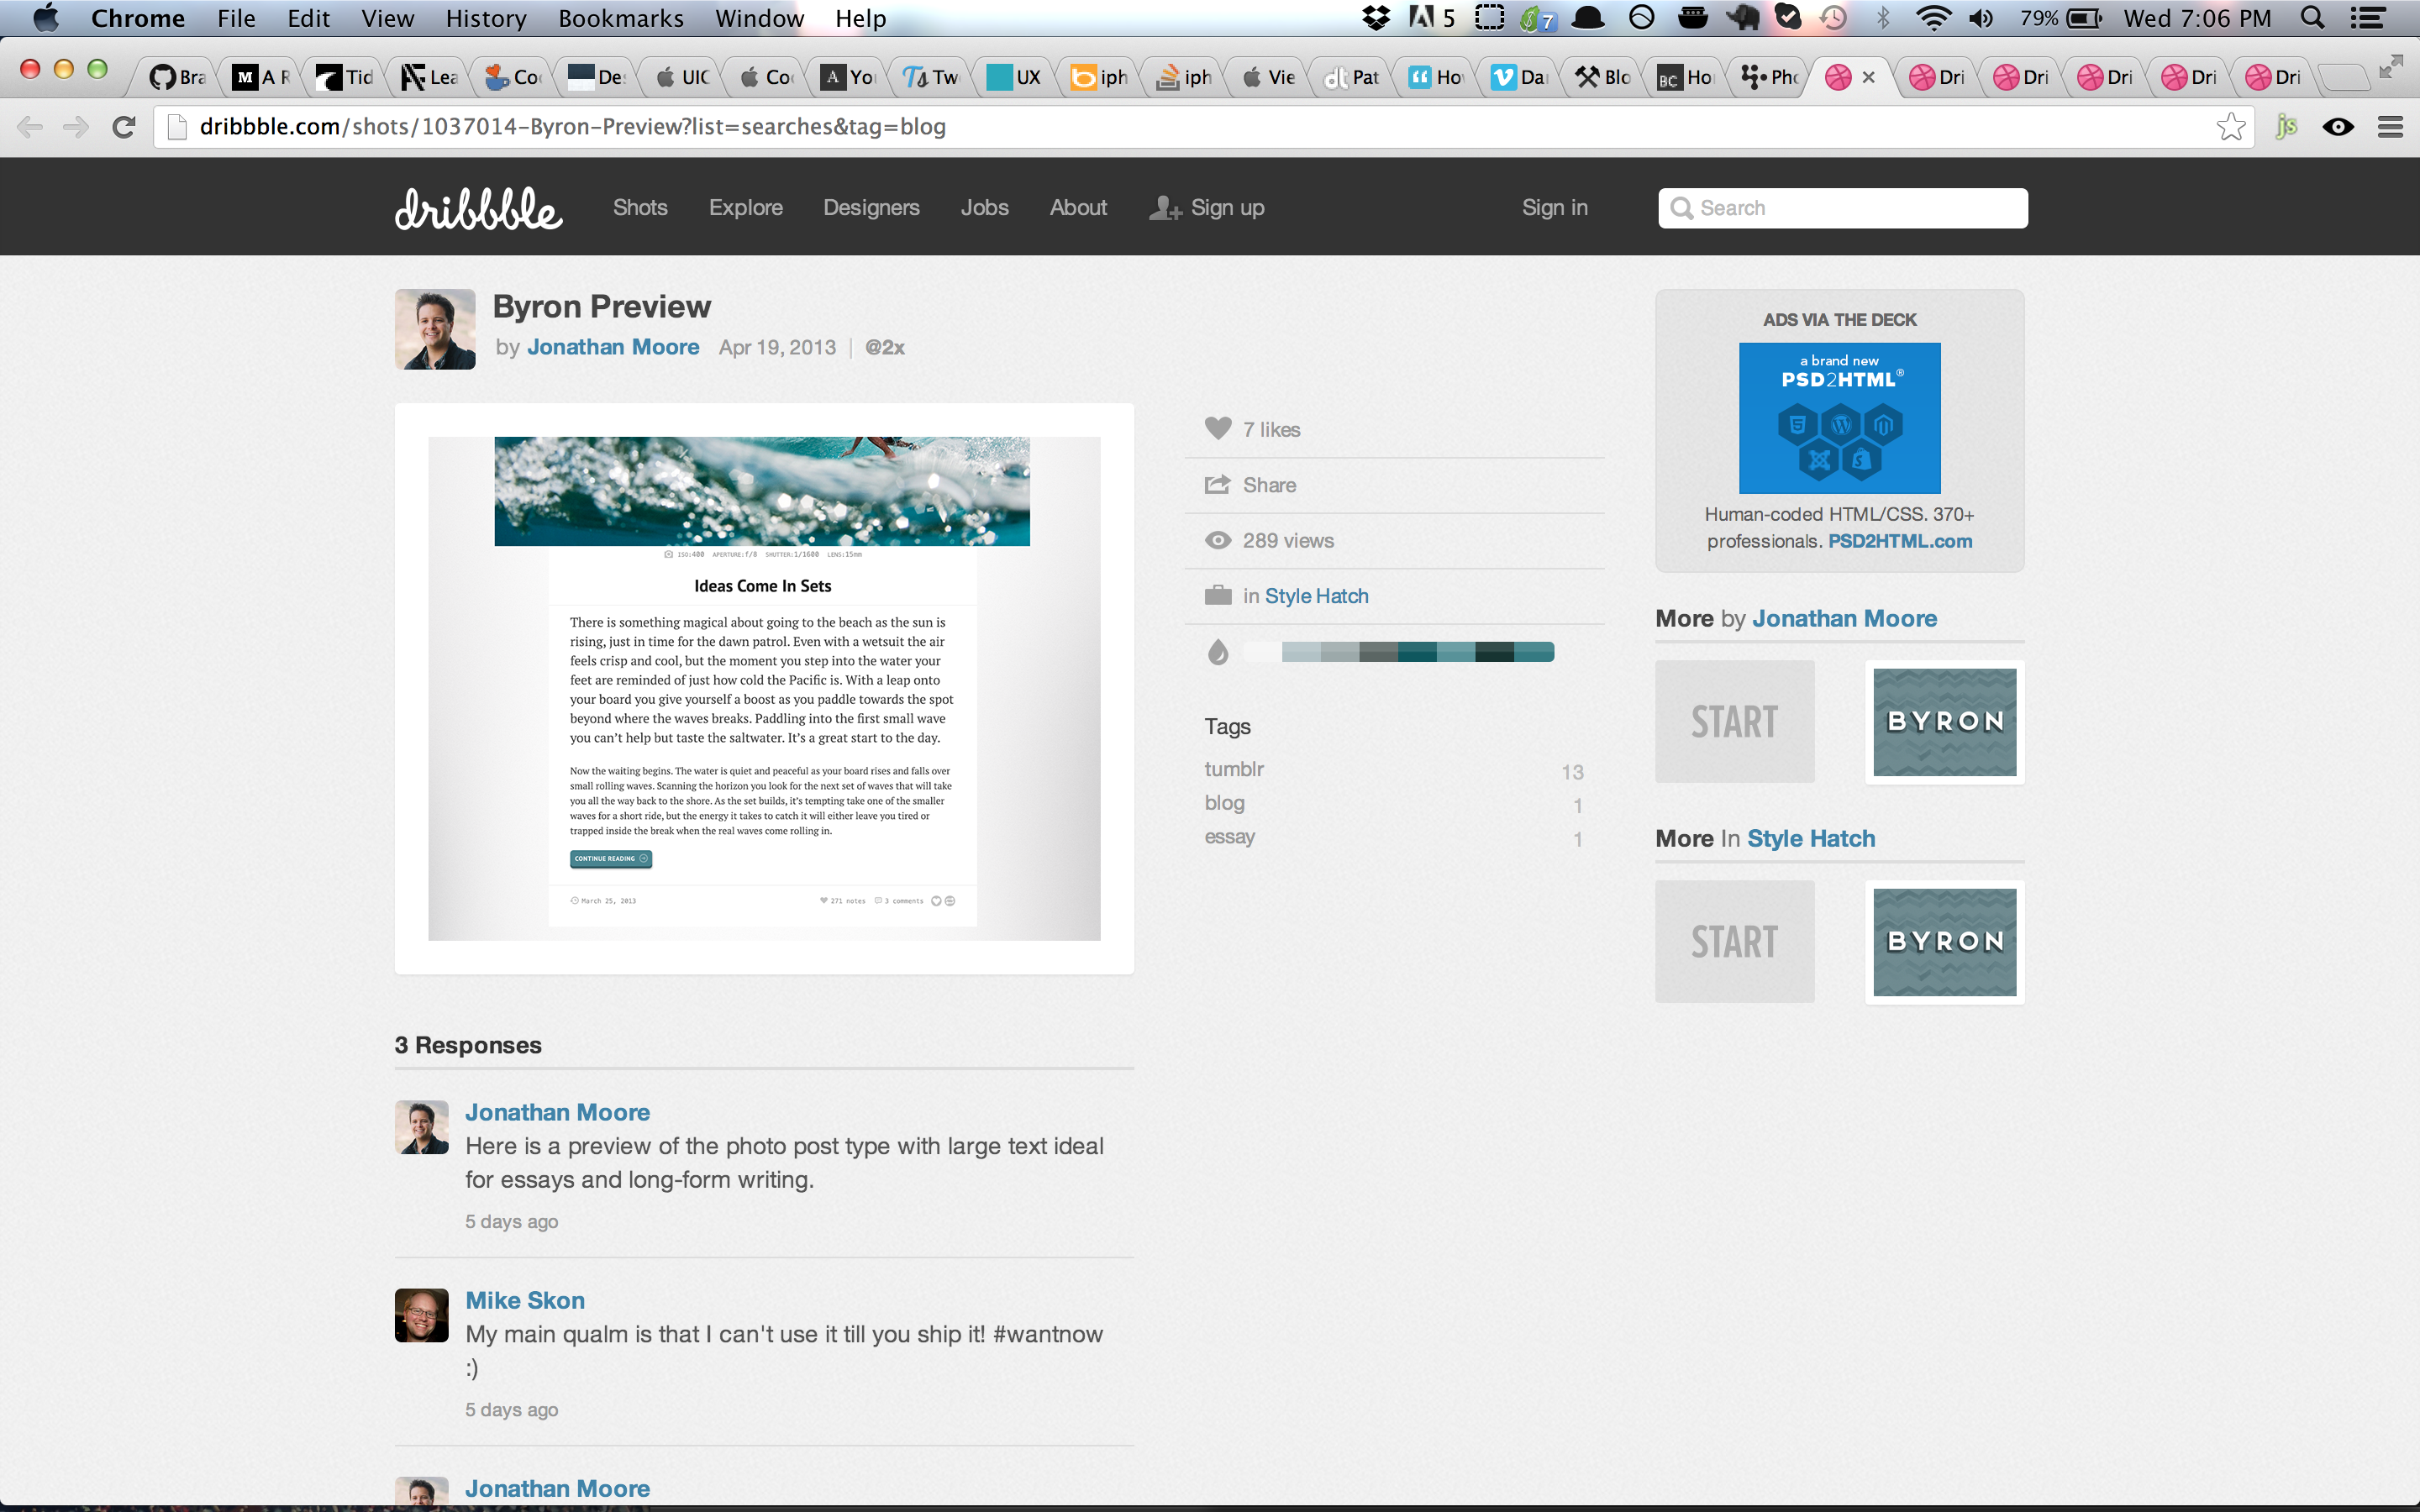 Chrome File Edit View History Bookmarks Window Help 5 7 79% Wed 7:06 PM
Bra M A R Tid Lea Co De UIC Co A Yo Ts Tw UX iph iph Vie dt Pat Ho Da Blo BC Ho Pho Dri Dri Dri Dri Dri
dribbble.com/shots/1037014-Byron-Preview?list=searches&tag=blog js
dribbble Shots Explore Designers Jobs About Sign up Sign in Search
Byron Preview
by Jonathan Moore Apr 19, 2013 | @2x
ISO:400 APERTURE:f/8 SHUTTER:1/1600 LENS:15mm
Ideas Come In Sets
There is something magical about going to the beach as the sun is
rising, just in time for the dawn patrol. Even with a wetsuit the air
feels crisp and cool, but the moment you step into the water your
feet are reminded of just how cold the Pacific is. With a leap onto
your board you give yourself a boost as you paddle towards the spot
beyond where the waves breaks. Paddling into the first small wave
you can't help but taste the saltwater. It's a great start to the day.
Now the waiting begins. The water is quiet and peaceful as your board rises and falls over
small rolling waves. Scanning the horizon you look for the next set of waves that will take
you all the way back to the shore. As the set builds, it's tempting take one of the smaller
waves for a short ride, but the energy it takes to catch it will either leave you tired or
trapped inside the break when the real waves come rolling in.
CONTINUE READING
March 25, 2013 271 notes 3 comments
7 likes
Share
289 views
in Style Hatch
Tags
tumblr 13
blog 1
essay 1
ADS VIA THE DECK
a brand new
PSD2HTML®
Human-coded HTML/CSS. 370+
professionals. PSD2HTML.com
More by Jonathan Moore
START BYRON
More In Style Hatch
START BYRON
3 Responses
Jonathan Moore
Here is a preview of the photo post type with large text ideal
for essays and long-form writing.
5 days ago
Mike Skon
My main qualm is that I can't use it till you ship it! #wantnow
:)
5 days ago
Jonathan Moore